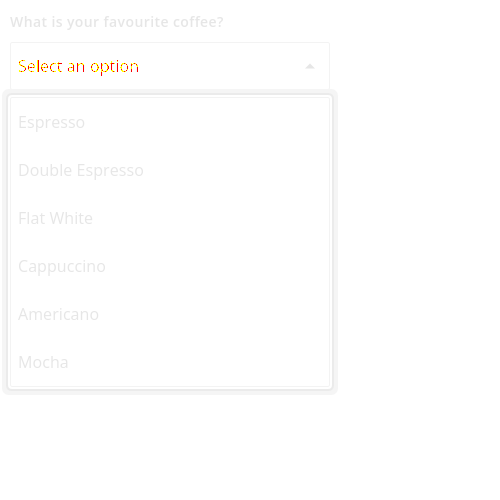 What is your favourite coffee?
Select an option
Espresso
Double Espresso
Flat White
Cappuccino
Americano
Mocha